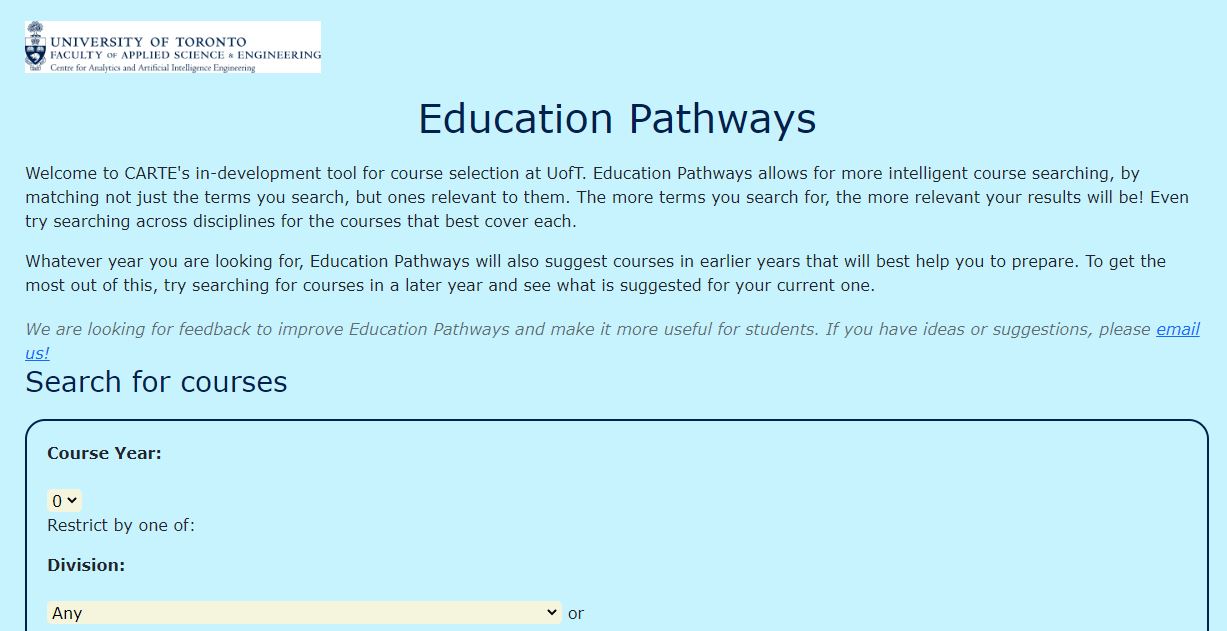 UNIVERSITY OF TORONTO
FACULTY OF APPLIED SCIENCE & ENGINEERING
Centre for Analytics and Artificial Intelligence Engineering
Education Pathways
Welcome to CARTE's in-development tool for course selection at UofT. Education Pathways allows for more intelligent course searching, by
matching not just the terms you search, but ones relevant to them. The more terms you search for, the more relevant your results will be! Even
try searching across disciplines for the courses that best cover each.
Whatever year you are looking for, Education Pathways will also suggest courses in earlier years that will best help you to prepare. To get the
most out of this, try searching for courses in a later year and see what is suggested for your current one.
We are looking for feedback to improve Education Pathways and make it more useful for students. If you have ideas or suggestions, please email
us!
Search for courses
Course Year:
0
Restrict by one of:
Division:
Any or